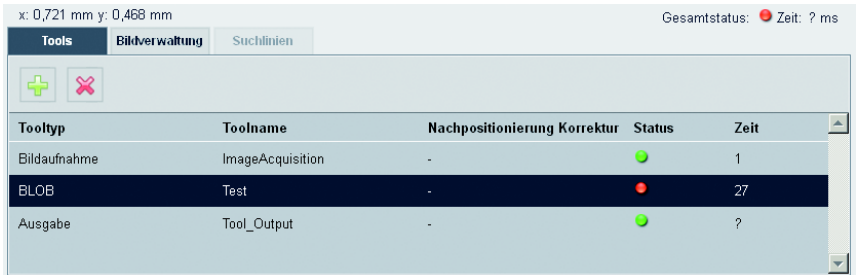 x: 0,721 mm y: 0,468 mm Gesamtstatus: Zeit: ? ms
Tools Bildverwaltung Suchlinien
Tooltyp Toolname Nachpositionierung Korrektur Status Zeit
Bildaufnahme ImageAcquisition - 1
BLOB Test - 27
Ausgabe Tool_Output - ?